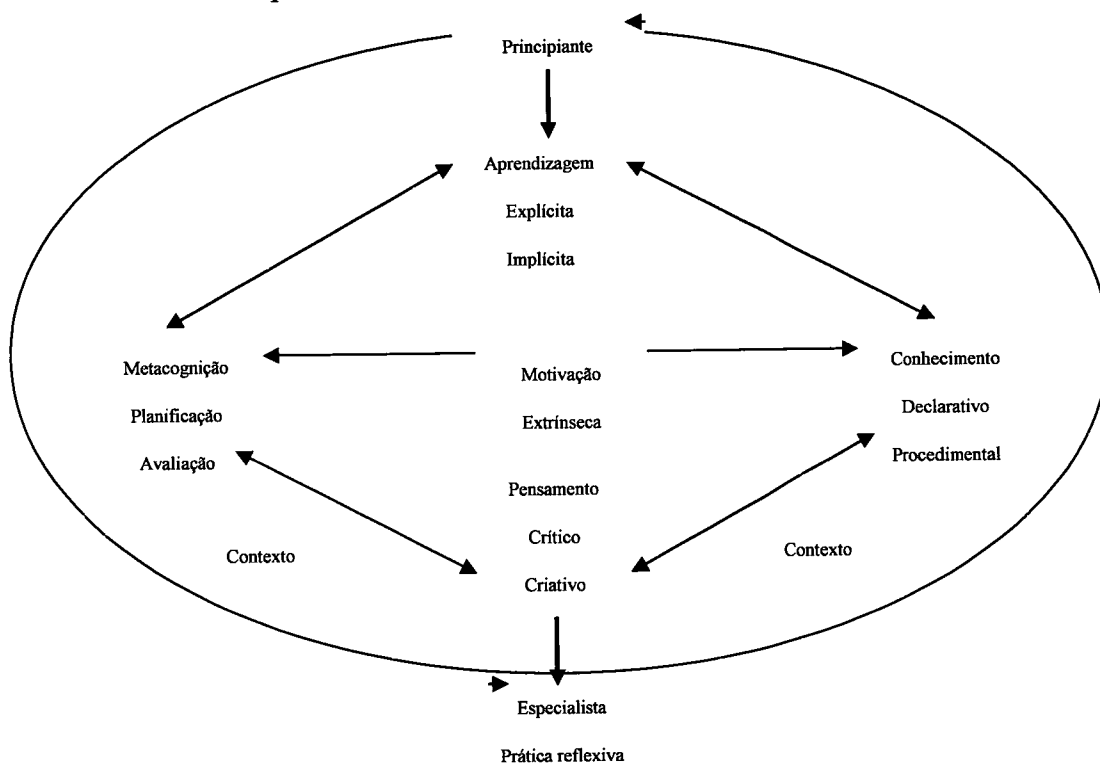 Principiante
Aprendizagem
Explícita
Implícita
Metacognição
Planificação
Avaliação
Motivação
Extrínseca
Conhecimento
Declarativo
Procedimental
Pensamento
Crítico
Criativo
Contexto
Contexto
Especialista
Prática reflexiva